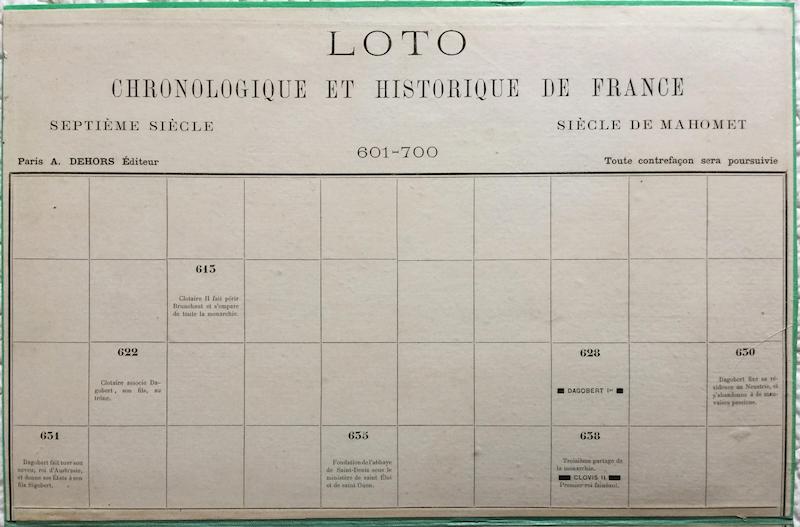 LOTO
CHRONOLOGIQUE ET HISTORIQUE DE FRANCE
SEPTIÈME SIÈCLE
SIÈCLE DE MAHOMET
601-700
Paris A. DEHORS Éditeur
Toute contrefaçon sera poursuivie
613
Clotaire II fait périr
Brunehaut et s'empare
de toute la monarchie.
622
Clotaire associe Da-
gobert, son fils, au
trône.
628
DAGOBERT Ier
630
Dagobert fixe sa ré-
sidence en Neustrie, et
s'abandonne à de mau-
vaises passions.
631
Dagobert fait tuer son
neveu, roi d'Austrasie,
et donne ses États à son
fils Sigebert.
635
Fondation de l'abbaye
de Saint-Denis sous le
ministère de saint Éloi
et de saint Ouen.
638
Troisième partage de
la monarchie.
CLOVIS II
Premier roi fainéant.